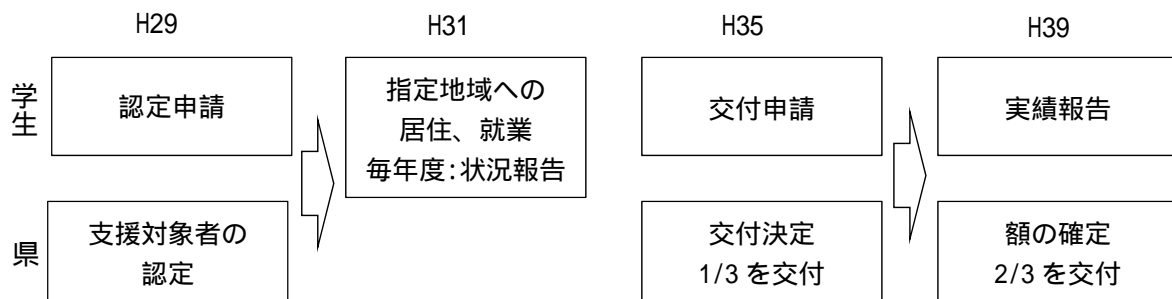 H29
H31
H35
H39
学生
認定申請
指定地域への
居住、就業
毎年度:状況報告
交付申請
実績報告
県
支援対象者の
認定
交付決定
1/3 を交付
額の確定
2/3 を交付